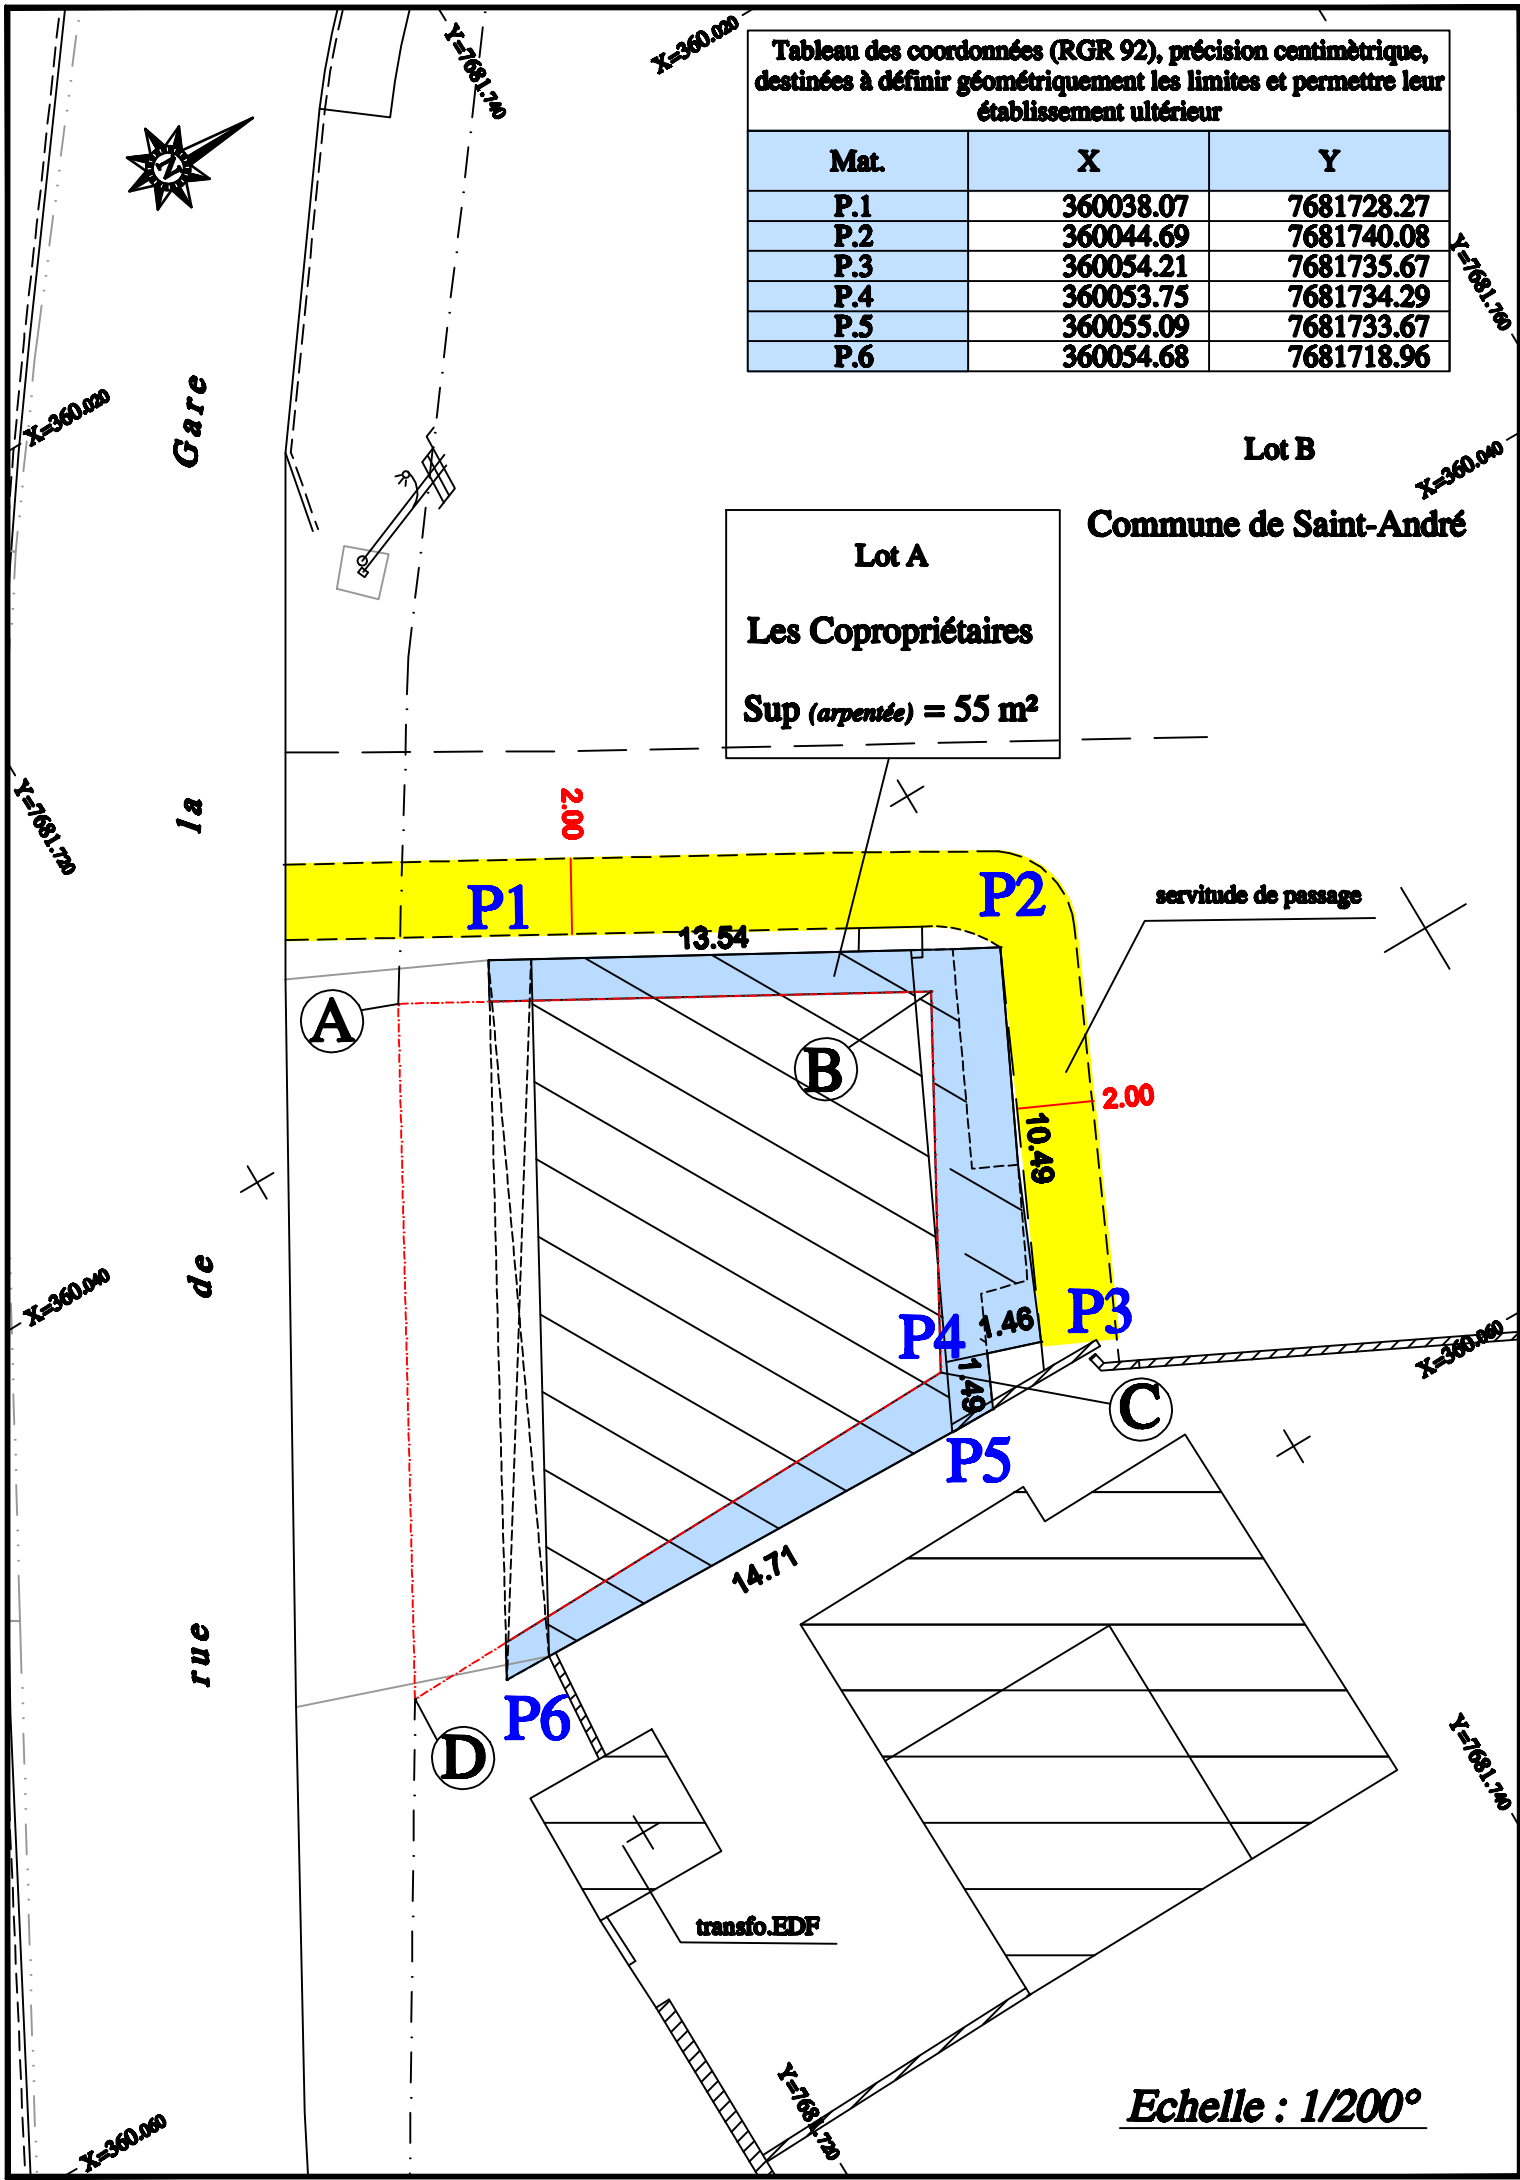 Y=7681.740
X=360.020
Tableau des coordonnées (RGR 92), précision centimètrique,
destinées à définir géométriquement les limites et permettre leur
établissement ultérieur
Mat. X Y
P.1 360038.07 7681728.27
P.2 360044.69 7681740.08
P.3 360054.21 7681735.67
P.4 360053.75 7681734.29
P.5 360055.09 7681733.67
P.6 360054.68 7681718.96
N
Y=7681.760
X=360.020
X=360.040
Lot B
Commune de Saint-André
Lot A
Les Copropriétaires
Sup (arpentée) = 55 m²
Y=7681.720
rue de la Gare
2.00
P1
P2
servitude de passage
13.54
A
B
2.00
10.49
X=360.040
P3
1.46
P4
X=360.060
1.49
C
P5
14.71
P6
D
Y=7681.740
transfo.EDF
Y=7681.720
X=360.060
Echelle : 1/200°